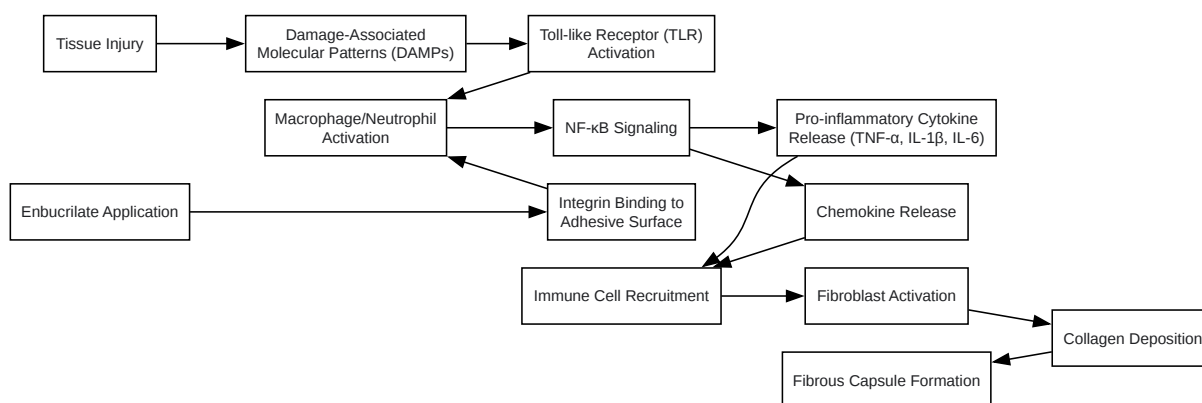 Tissue Injury
Damage-Associated
Molecular Patterns (DAMPs)
Toll-like Receptor (TLR)
Activation
Macrophage/Neutrophil
Activation
NF-κB Signaling
Pro-inflammatory Cytokine
Release (TNF-α, IL-1β, IL-6)
Enbucrilate Application
Integrin Binding to
Adhesive Surface
Chemokine Release
Immune Cell Recruitment
Fibroblast Activation
Collagen Deposition
Fibrous Capsule Formation